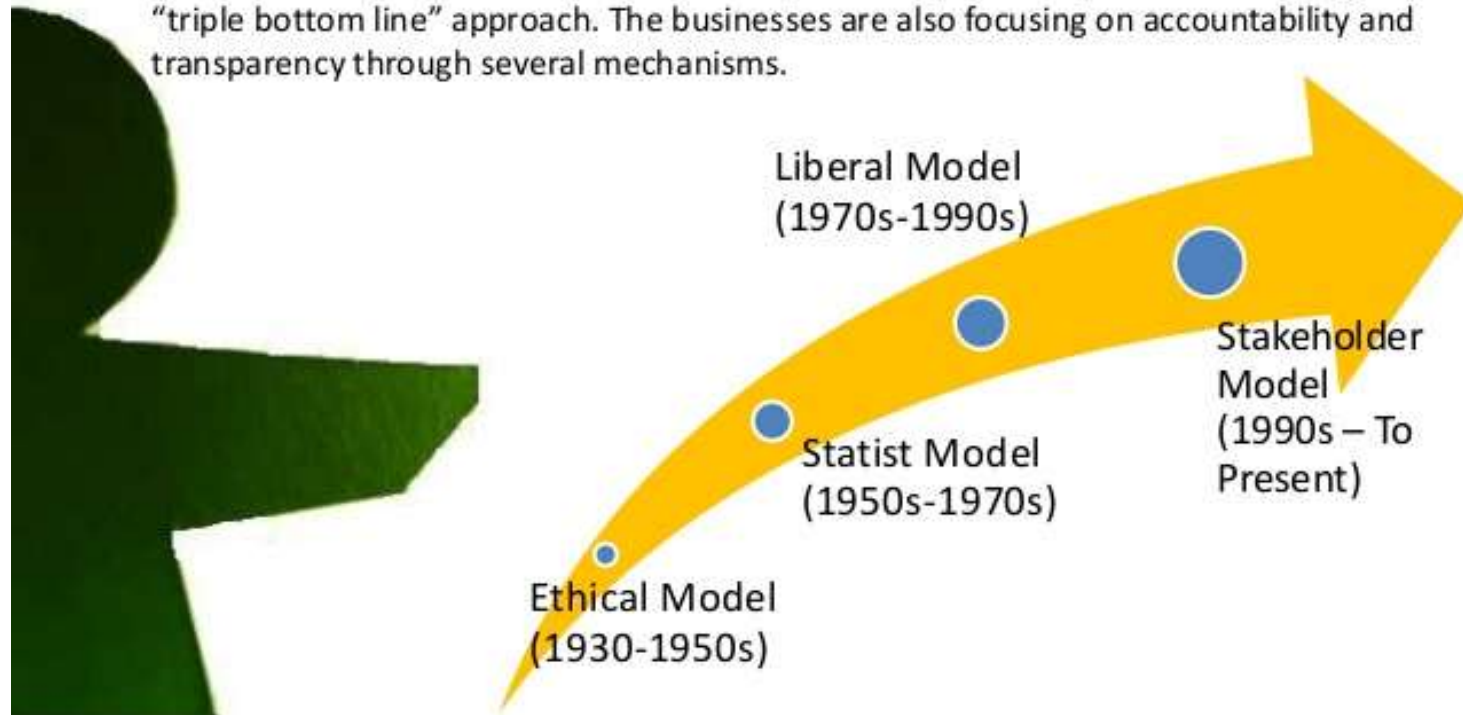 “triple bottom line” approach. The businesses are also focusing on accountability and
transparency through several mechanisms.
Liberal Model
(1970s-1990s)
Stakeholder
Model
(1990s – To
Present)
Statist Model
(1950s-1970s)
Ethical Model
(1930-1950s)